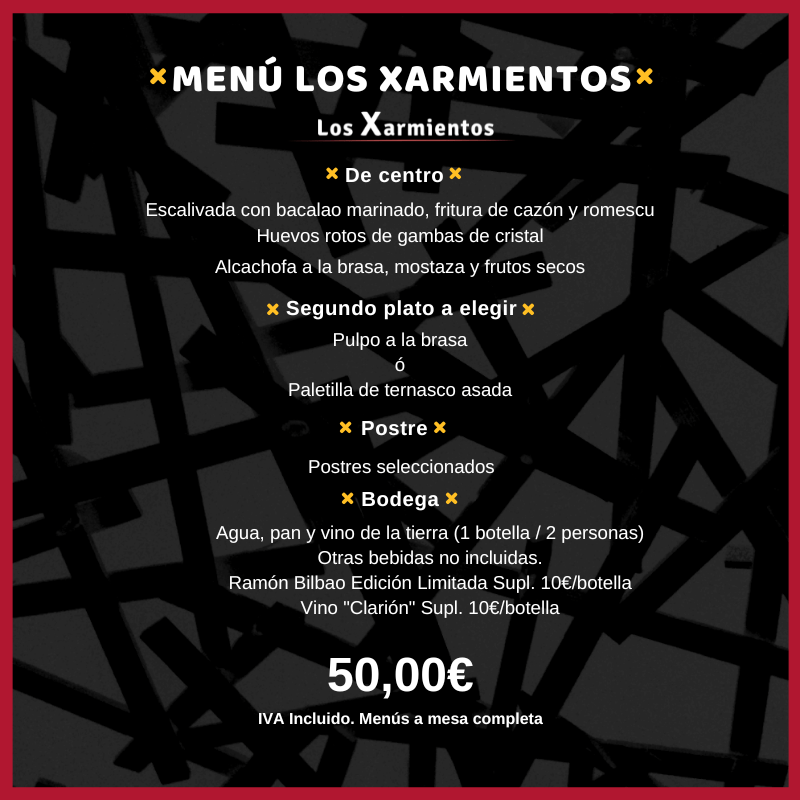 MENÚ LOS XARMIENTOS
Los Xarmientos
De centro
Escalivada con bacalao marinado, fritura de cazón y romescu
Huevos rotos de gambas de cristal
Alcachofa a la brasa, mostaza y frutos secos
Segundo plato a elegir
Pulpo a la brasa
ó
Paletilla de ternasco asada
Postre
Postres seleccionados
Bodega
Agua, pan y vino de la tierra (1 botella / 2 personas)
Otras bebidas no incluidas.
Ramón Bilbao Edición Limitada Supl. 10€/botella
Vino "Clarión" Supl. 10€/botella
50,00€
IVA Incluido. Menús a mesa completa